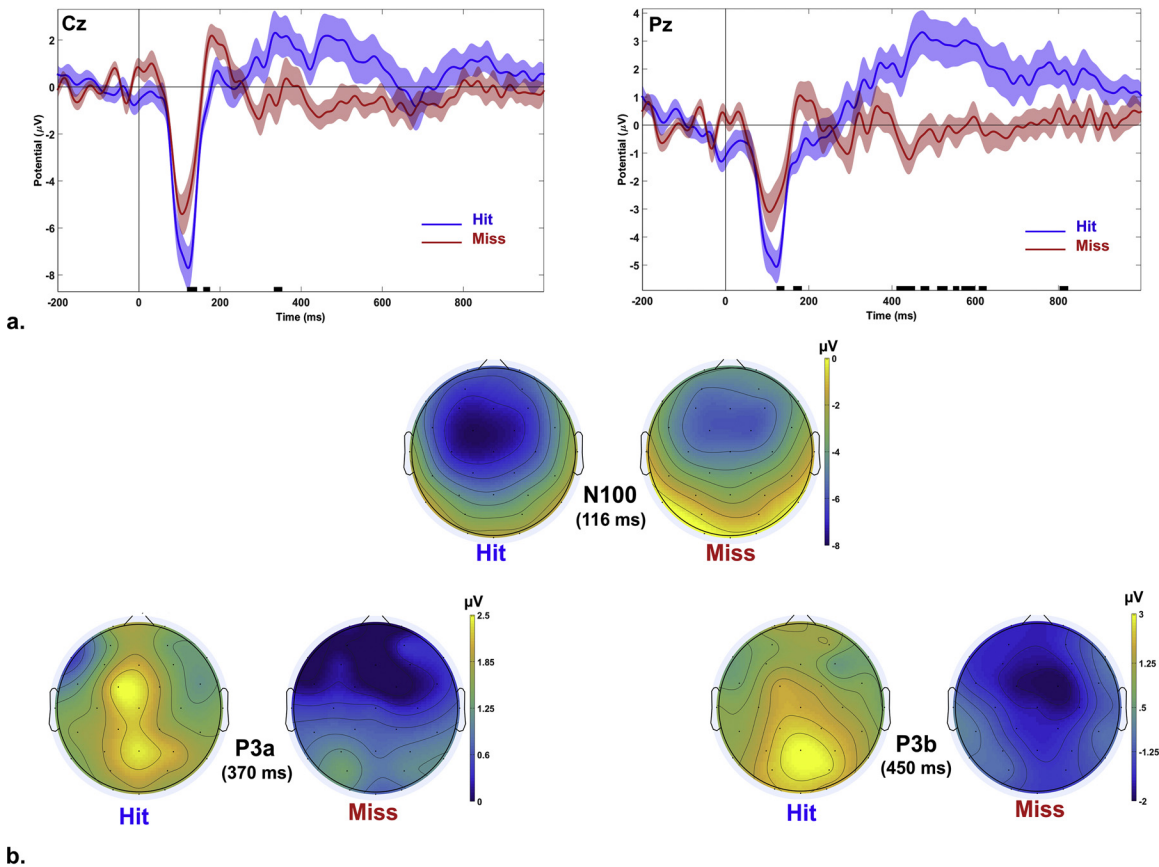 Cz
2
0
-2
-4
-6
-8
Potential (µV)
Hit
Miss
-200 0 200 400 600 800
Time (ms)
Pz
4
3
2
1
0
-1
-2
-3
-4
-5
Potential (µV)
Hit
Miss
-200 0 200 400 600 800
Time (ms)
a.
µV
0
-2
-4
-6
-8
N100
(116 ms)
Hit
Miss
µV
2.5
1.85
1.25
0.6
0
P3a
(370 ms)
Hit
Miss
µV
3
1.25
.5
-1.25
-2
P3b
(450 ms)
Hit
Miss
b.